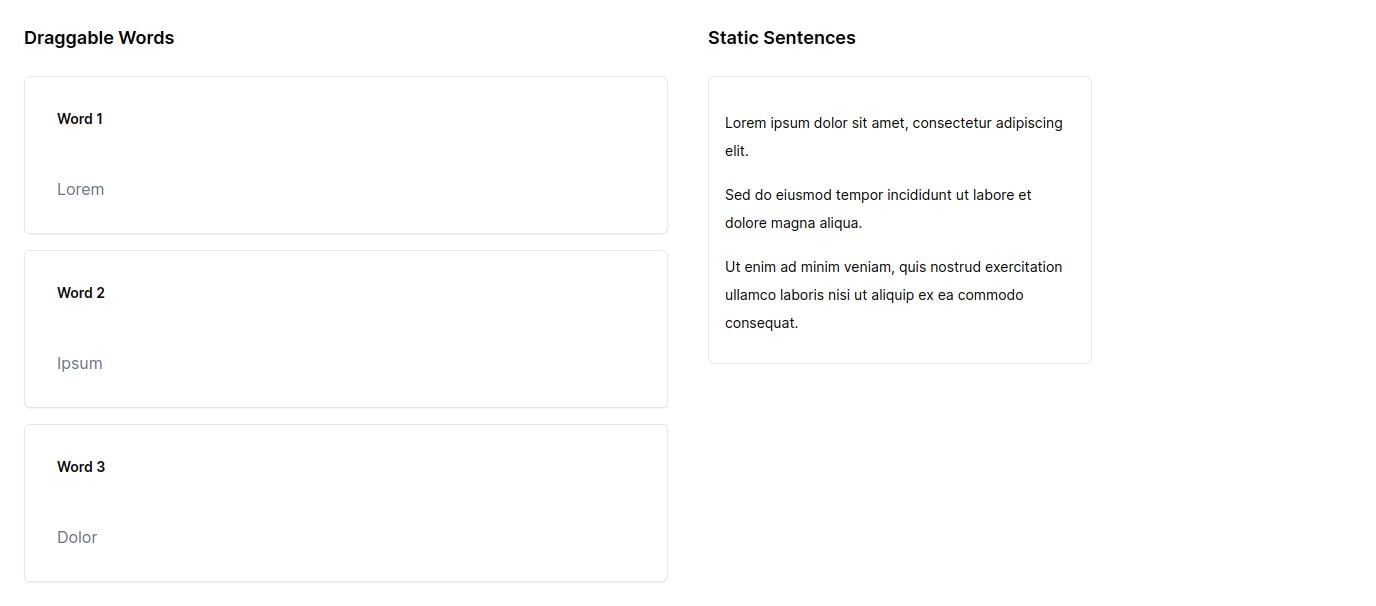 Draggable Words
Word 1
Lorem
Word 2
Ipsum
Word 3
Dolor
Static Sentences
Lorem ipsum dolor sit amet, consectetur adipiscing
elit.
Sed do eiusmod tempor incididunt ut labore et
dolore magna aliqua.
Ut enim ad minim veniam, quis nostrud exercitation
ullamco laboris nisi ut aliquip ex ea commodo
consequat.